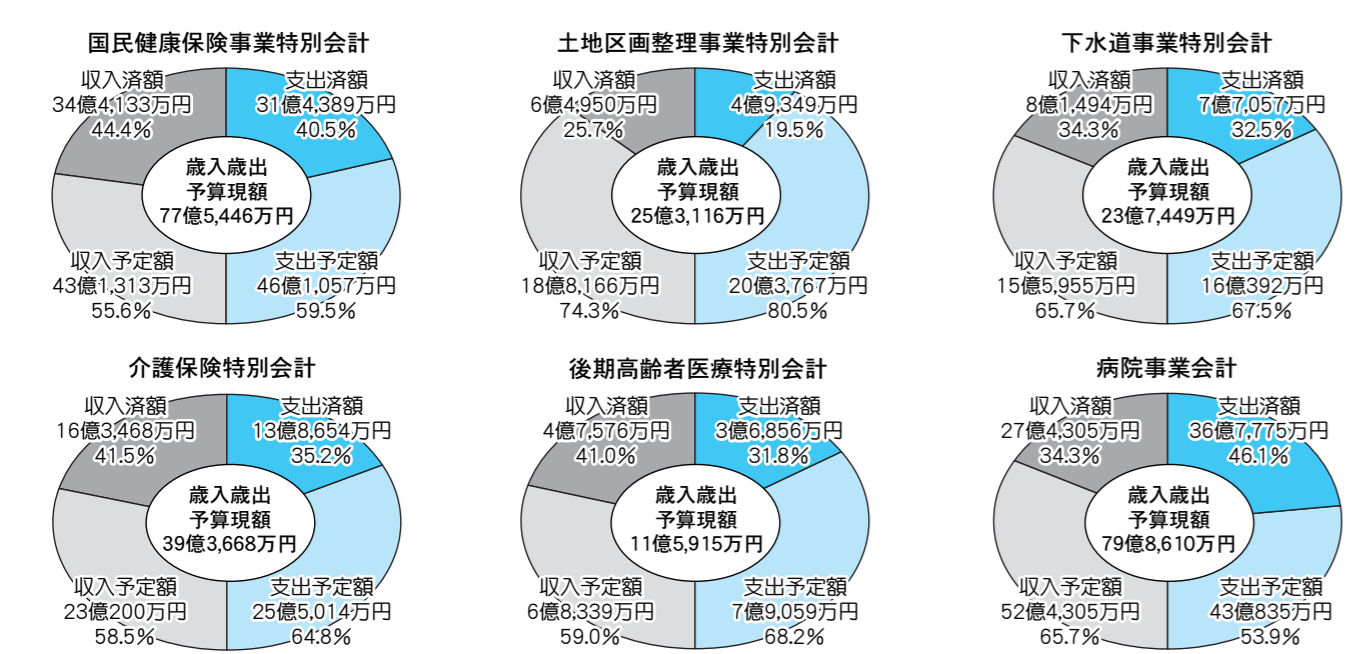 国民健康保険事業特別会計
収入済額
34億4,133万円
44.4%
支出済額
31億4,389万円
40.5%
歳入歳出
予算現額
77億5,446万円
収入予定額
43億1,313万円
55.6%
支出予定額
46億1,057万円
59.5%
土地区画整理事業特別会計
収入済額
6億4,950万円
25.7%
支出済額
4億9,349万円
19.5%
歳入歳出
予算現額
25億3,116万円
収入予定額
18億8,166万円
74.3%
支出予定額
20億3,767万円
80.5%
下水道事業特別会計
収入済額
8億1,494万円
34.3%
支出済額
7億7,057万円
32.5%
歳入歳出
予算現額
23億7,449万円
収入予定額
15億5,955万円
65.7%
支出予定額
16億392万円
67.5%
介護保険特別会計
収入済額
16億3,468万円
41.5%
支出済額
13億8,654万円
35.2%
歳入歳出
予算現額
39億3,668万円
収入予定額
23億200万円
58.5%
支出予定額
25億5,014万円
64.8%
後期高齢者医療特別会計
収入済額
4億7,576万円
41.0%
支出済額
3億6,856万円
31.8%
歳入歳出
予算現額
11億5,915万円
収入予定額
6億8,339万円
59.0%
支出予定額
7億9,059万円
68.2%
病院事業会計
収入済額
27億4,305万円
34.3%
支出済額
36億7,775万円
46.1%
歳入歳出
予算現額
79億8,610万円
収入予定額
52億4,305万円
65.7%
支出予定額
43億835万円
53.9%